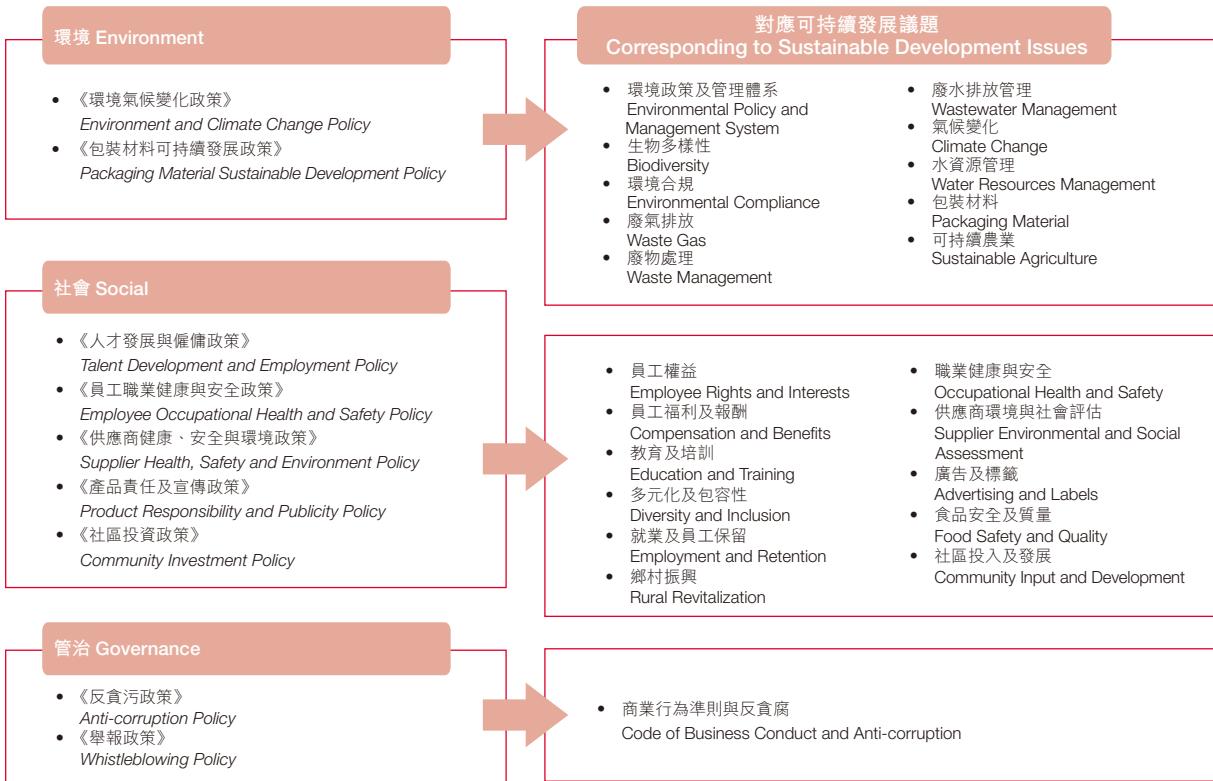 環境 Environment
• 《環境氣候變化政策》
Environment and Climate Change Policy
• 《包裝材料可持續發展政策》
Packaging Material Sustainable Development Policy
對應可持續發展議題
Corresponding to Sustainable Development Issues
• 環境政策及管理體系
Environmental Policy and
Management System
• 生物多樣性
Biodiversity
• 環境合規
Environmental Compliance
• 廢氣排放
Waste Gas
• 廢物處理
Waste Management
• 廢水排放管理
Wastewater Management
• 氣候變化
Climate Change
• 水資源管理
Water Resources Management
• 包裝材料
Packaging Material
• 可持續農業
Sustainable Agriculture
社會 Social
• 《人才發展與僱傭政策》
Talent Development and Employment Policy
• 《員工職業健康與安全政策》
Employee Occupational Health and Safety Policy
• 《供應商健康、安全與環境政策》
Supplier Health, Safety and Environment Policy
• 《產品責任及宣傳政策》
Product Responsibility and Publicity Policy
• 《社區投資政策》
Community Investment Policy
• 員工權益
Employee Rights and Interests
• 員工福利及報酬
Compensation and Benefits
• 教育及培訓
Education and Training
• 多元化及包容性
Diversity and Inclusion
• 就業及員工保留
Employment and Retention
• 鄉村振興
Rural Revitalization
• 職業健康與安全
Occupational Health and Safety
• 供應商環境與社會評估
Supplier Environmental and Social
Assessment
• 廣告及標籤
Advertising and Labels
• 食品安全及質量
Food Safety and Quality
• 社區投入及發展
Community Input and Development
管治 Governance
• 《反貪污政策》
Anti-corruption Policy
• 《舉報政策》
Whistleblowing Policy
• 商業行為準則與反貪腐
Code of Business Conduct and Anti-corruption